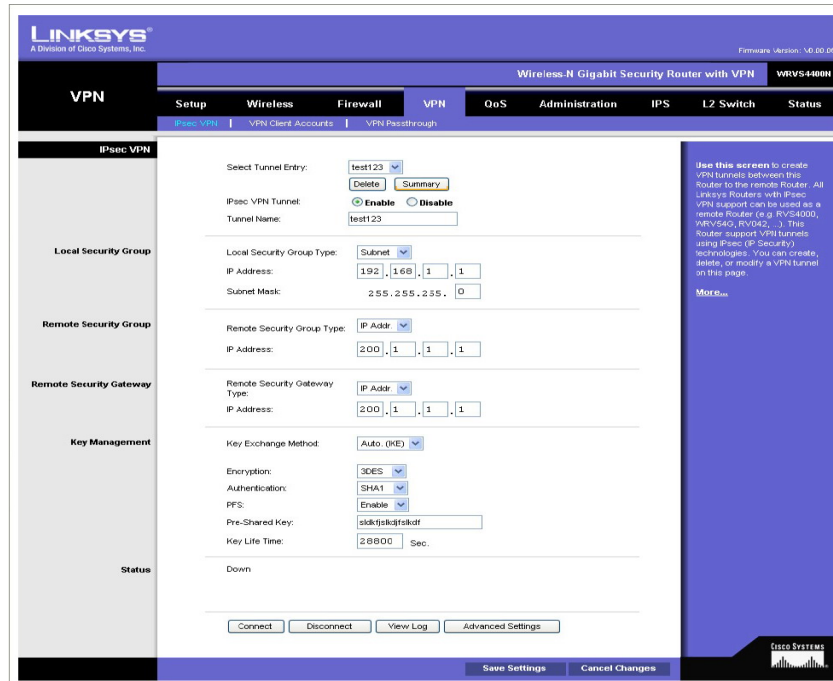 LINKSYS®
A Division of Cisco Systems, Inc.
Firmware Version: V0.00.06
Wireless-N Gigabit Security Router with VPN WRVS4400N
VPN
Setup Wireless Firewall VPN QoS Administration IPS L2 Switch Status
IPsec VPN | VPN Client Accounts | VPN Passthrough
IPsec VPN
Select Tunnel Entry: test123
Delete Summary
IPsec VPN Tunnel: Enable Disable
Tunnel Name: test123
Local Security Group
Local Security Group Type: Subnet
IP Address: 192 . 168 . 1 . 1
Subnet Mask: 255.255.255. 0
Remote Security Group
Remote Security Group Type: IP Addr.
IP Address: 200 . 1 . 1 . 1
Remote Security Gateway
Remote Security Gateway Type: IP Addr.
IP Address: 200 . 1 . 1 . 1
Key Management
Key Exchange Method: Auto. (IKE)
Encryption: 3DES
Authentication: SHA1
PFS: Enable
Pre-Shared Key: sldkfjslkdjfslkdf
Key Life Time: 28800 Sec.
Status
Down
Connect Disconnect View Log Advanced Settings
Save Settings Cancel Changes
Use this screen to create
VPN tunnels between this
Router to the remote Router. All
Linksys Routers with IPsec
VPN support can be used as a
remote Router (e.g. RVS4000,
WRV54G, RV042, ...). This
Router support VPN tunnels
using IPsec (IP Security)
technologies. You can create,
delete, or modify a VPN tunnel
on this page.
More...
CISCO SYSTEMS